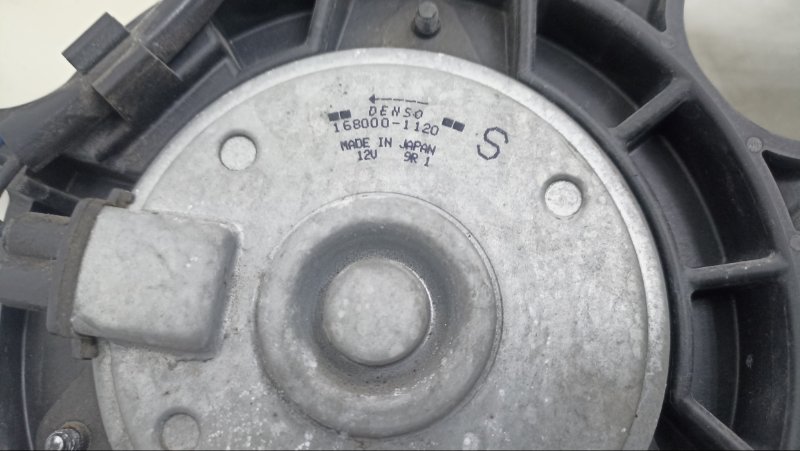 DENSO
168000-1120
MADE IN JAPAN
12V 9R 1
S